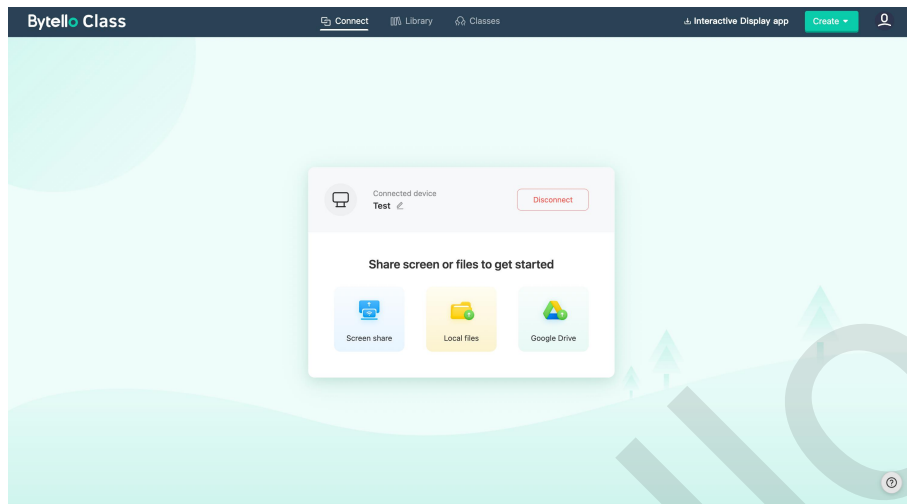 Bytello Class
Connect
Library
Classes
Interactive Display app
Create
Connected device
Test
Disconnect
Share screen or files to get started
Screen share
Local files
Google Drive